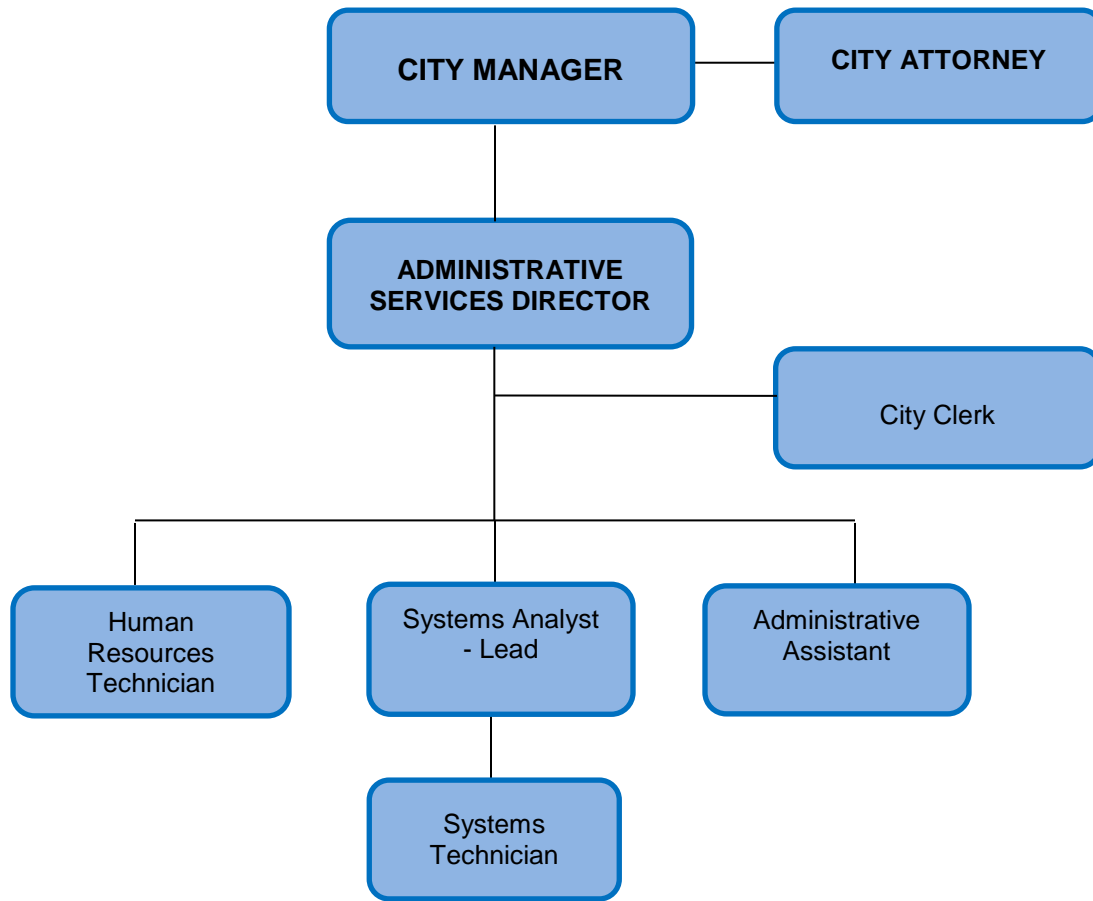 CITY MANAGER
CITY ATTORNEY
ADMINISTRATIVE
SERVICES DIRECTOR
City Clerk
Human
Resources
Technician
Systems Analyst
- Lead
Administrative
Assistant
Systems
Technician